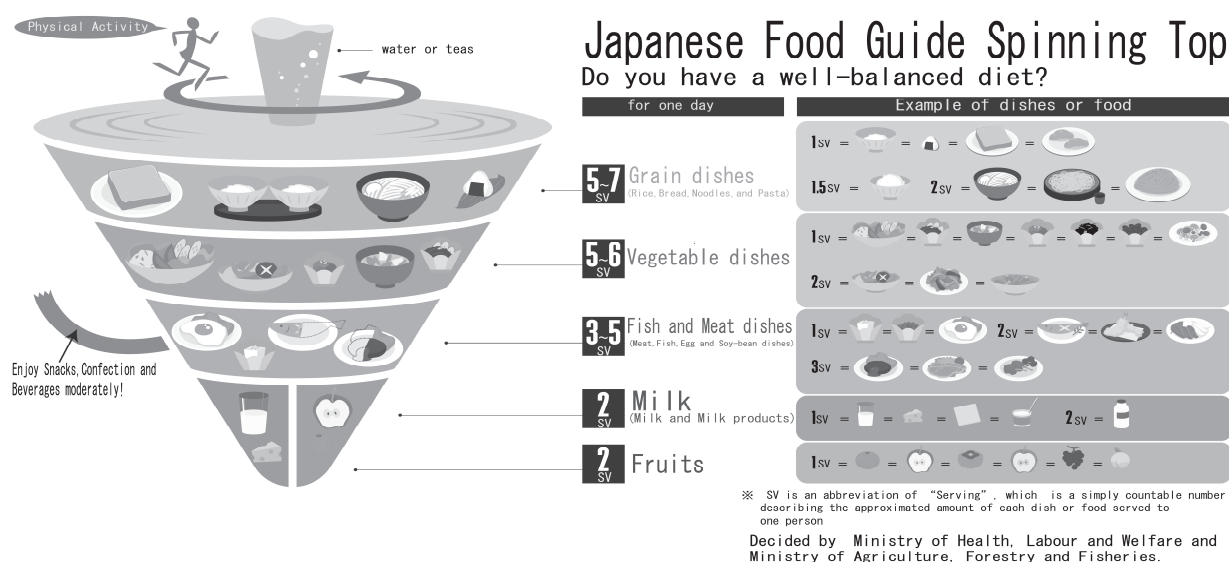 Physical Activity
water or teas
Japanese Food Guide Spinning Top
Do you have a well-balanced diet?
for one day
Example of dishes or food
5~7 SV
Grain dishes
(Rice, Bread, Noodles, and Pasta)
1SV = = = =
1.5SV = 2SV = = =
5~6 SV
Vegetable dishes
1SV = = = = = = =
2SV = = =
3~5 SV
Fish and Meat dishes
(Meat, Fish, Egg and Soy-bean dishes)
1SV = = = 2SV = = =
3SV = = =
2 SV
Milk
(Milk and Milk products)
1SV = = = = 2SV =
2 SV
Fruits
1SV = = = = = =
Enjoy Snacks, Confection and
Beverages moderately!
※ SV is an abbreviation of “Serving”, which is a simply countable number
describing the approximated amount of each dish or food served to
one person
Decided by Ministry of Health, Labour and Welfare and
Ministry of Agriculture, Forestry and Fisheries.